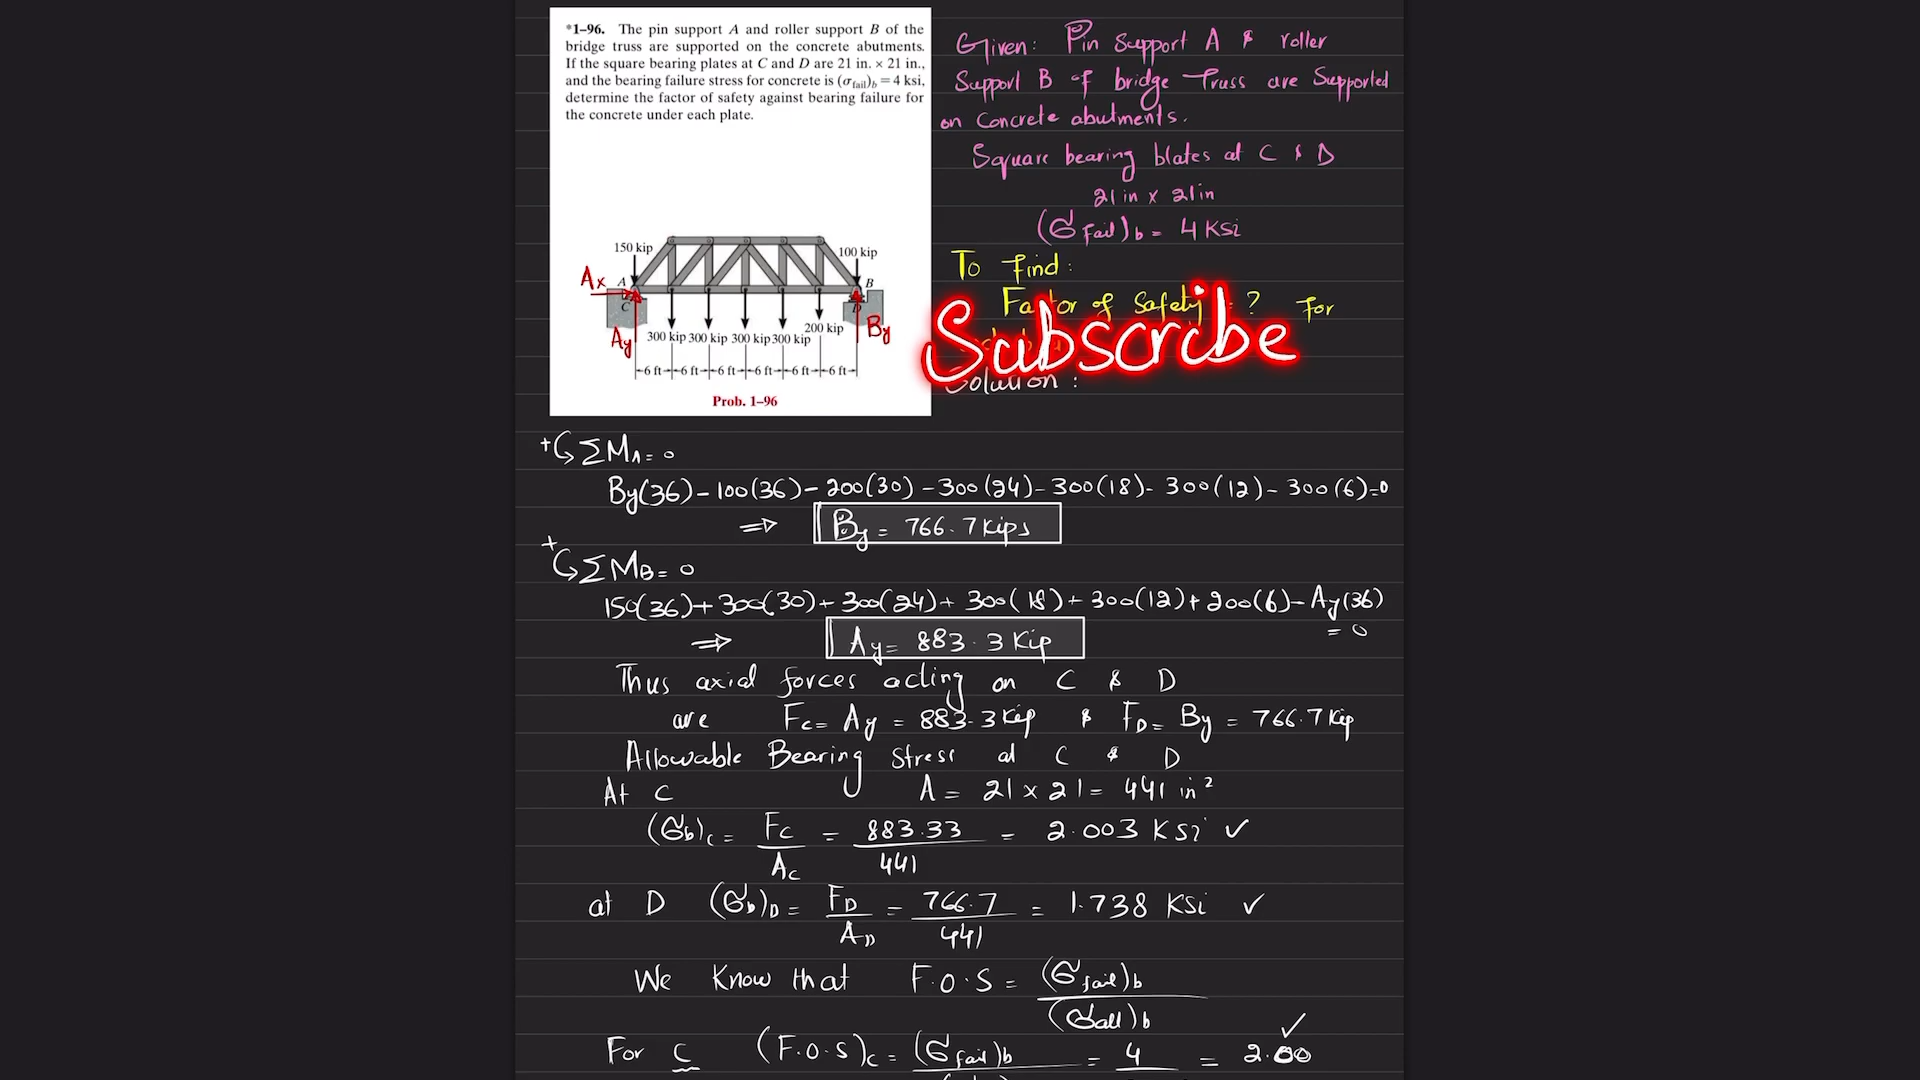 *1–96. The pin support A and roller support B of the
bridge truss are supported on the concrete abutments.
If the square bearing plates at C and D are 21 in. × 21 in.,
and the bearing failure stress for concrete is (σfail)b = 4 ksi,
determine the factor of safety against bearing failure for
the concrete under each plate.
150 kip
100 kip
Ax
A
B
C
D
Ay
By
300 kip 300 kip 300 kip 300 kip
200 kip
6 ft 6 ft 6 ft 6 ft 6 ft 6 ft
Prob. 1–96
Given: Pin Support A & roller
Support B of bridge Truss are Supported
on Concrete abutments.
Square bearing blates at C & D
21 in x 21 in
(σfail)b = 4 Ksi
To find:
Factor of Safety = ? For
Subscribe
Solution:
+↺ ΣMA = 0
By(36) - 100(36) - 200(30) - 300(24) - 300(18) - 300(12) - 300(6) = 0
⇒ By = 766.7 Kips
+↺ ΣMB = 0
150(36) + 300(30) + 300(24) + 300(18) + 300(12) + 200(6) - Ay(36)
= 0
⇒ Ay = 883.3 Kip
Thus axial forces acting on C & D
are Fc = Ay = 883.3 Kip & FD = By = 766.7 Kip
Allowable Bearing Stress at C & D
At C A = 21 x 21 = 441 in²
(σb)c = Fc/Ac = 883.33/441 = 2.003 Ksi ✓
at D (σb)D = FD/AD = 766.7/441 = 1.738 Ksi ✓
We Know that F.O.S = (σfail)b/(σall)b
For C (F.O.S)c = (σfail)b = 4 = 2.00 ✓